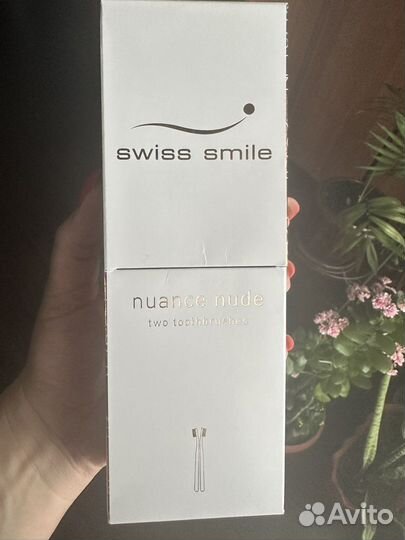 swiss smile
nuance nude
two toothbrushes
Avito